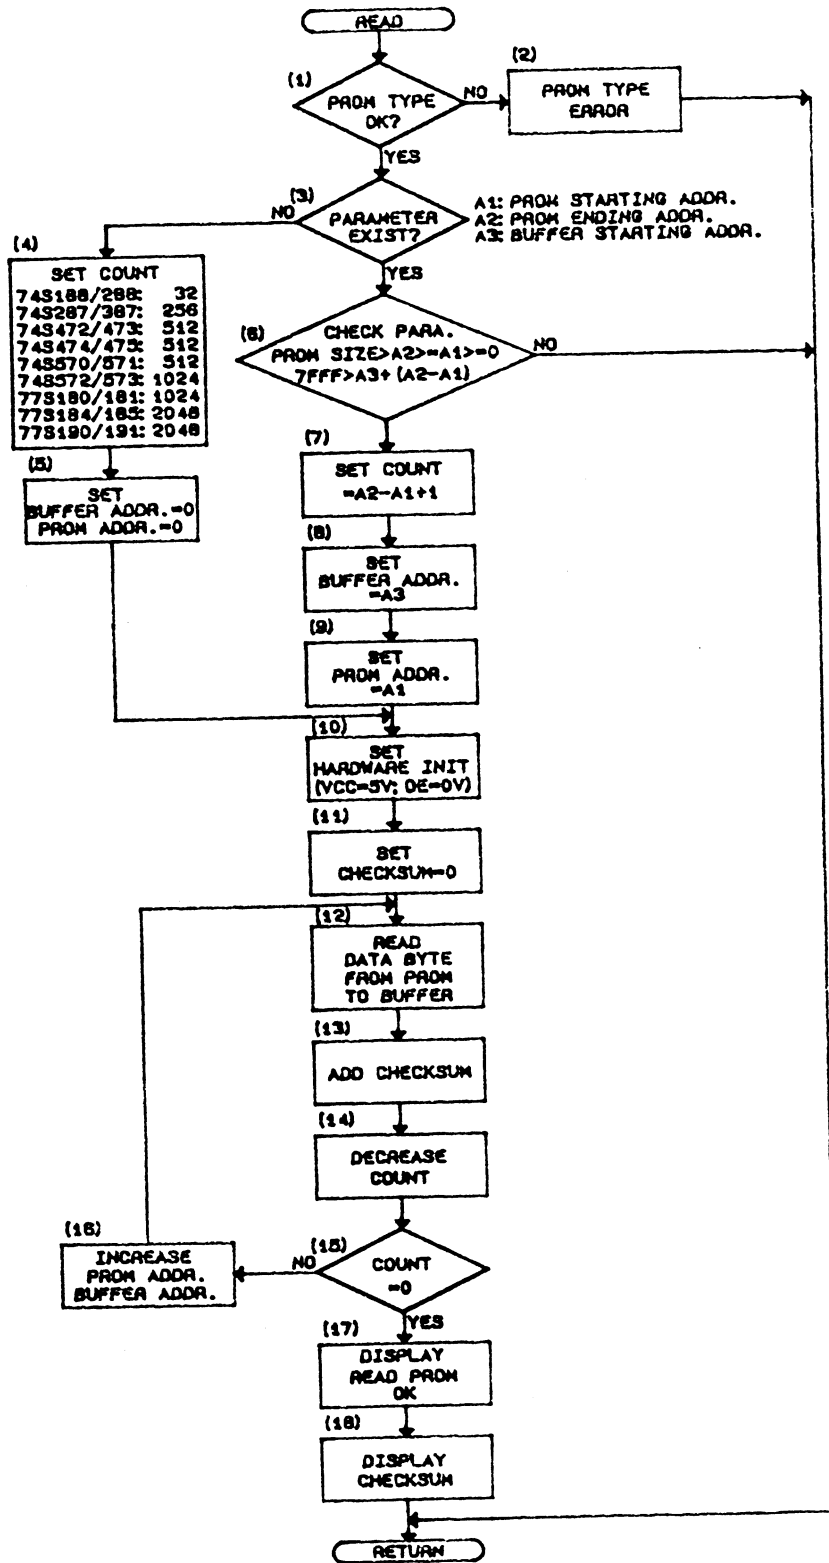 READ
(1)
PROM TYPE
OK?
NO
(2)
PROM TYPE
ERROR
YES
(3)
PARAMETER
EXIST?
NO
A1: PROM STARTING ADDR.
A2: PROM ENDING ADDR.
A3: BUFFER STARTING ADDR.
YES
(4)
SET COUNT
74S188/288: 32
74S287/387: 256
74S472/473: 512
74S474/475: 512
74S570/571: 512
74S572/573: 1024
77S180/181: 1024
77S184/185: 2048
77S190/191: 2048
(5)
SET
BUFFER ADDR.=0
PROM ADDR.=0
(6)
CHECK PARA.
PROM SIZE>A2>=A1>=0
7FFF>A3+(A2-A1)
NO
(7)
SET COUNT
=A2-A1+1
(8)
SET
BUFFER ADDR.
=A3
(9)
SET
PROM ADDR.
=A1
(10)
SET
HARDWARE INIT
(VCC=5V; OE=0V)
(11)
SET
CHECKSUM=0
(12)
READ
DATA BYTE
FROM PROM
TO BUFFER
(13)
ADD CHECKSUM
(14)
DECREASE
COUNT
(15)
COUNT
=0
NO
(16)
INCREASE
PROM ADDR.
BUFFER ADDR.
YES
(17)
DISPLAY
READ PROM
OK
(18)
DISPLAY
CHECKSUM
RETURN